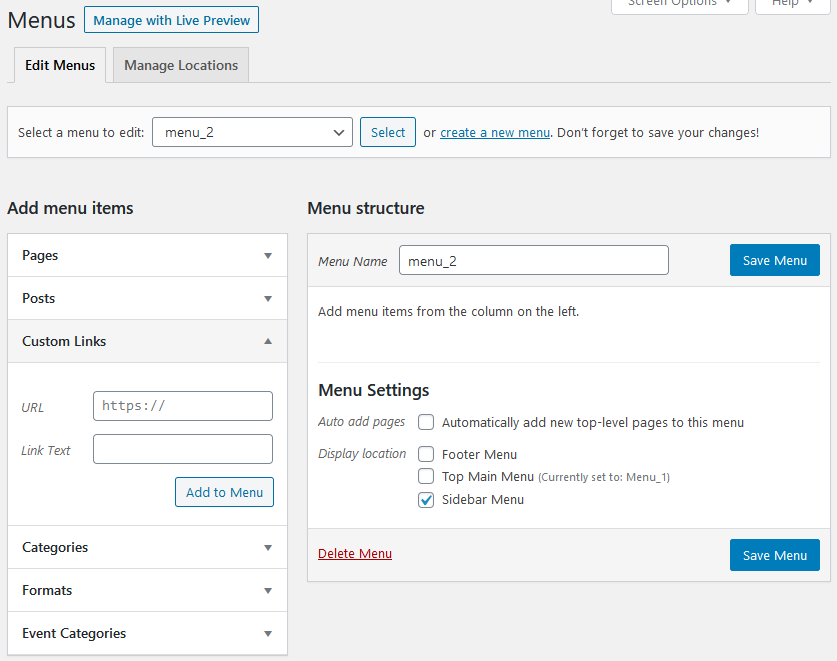 Menus Manage with Live Preview Screen Options Help
Edit Menus Manage Locations
Select a menu to edit: menu_2 Select or create a new menu. Don't forget to save your changes!
Add menu items
Pages
Posts
Custom Links
URL https://
Link Text
Add to Menu
Categories
Formats
Event Categories
Menu structure
Menu Name menu_2 Save Menu
Add menu items from the column on the left.
Menu Settings
Auto add pages Automatically add new top-level pages to this menu
Display location Footer Menu
Top Main Menu (Currently set to: Menu_1)
Sidebar Menu
Delete Menu Save Menu